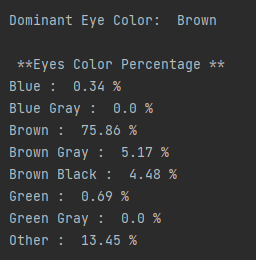 Dominant Eye Color:  Brown
**Eyes Color Percentage **
Blue :  0.34 %
Blue Gray :  0.0 %
Brown :  75.86 %
Brown Gray :  5.17 %
Brown Black :  4.48 %
Green :  0.69 %
Green Gray :  0.0 %
Other :  13.45 %